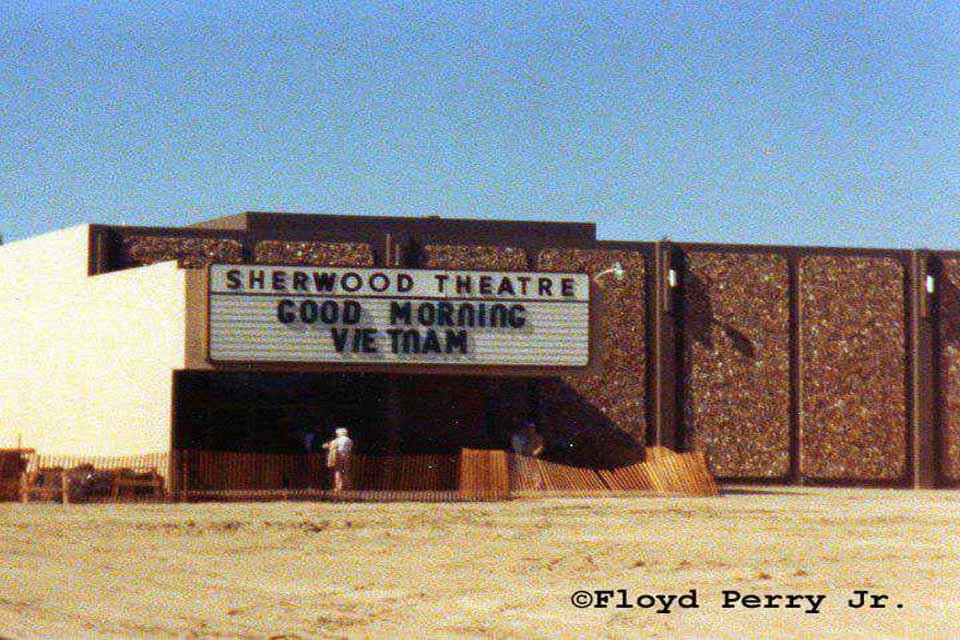 SHERWOOD THEATRE
GOOD MORNING
VIETNAM
©Floyd Perry Jr.